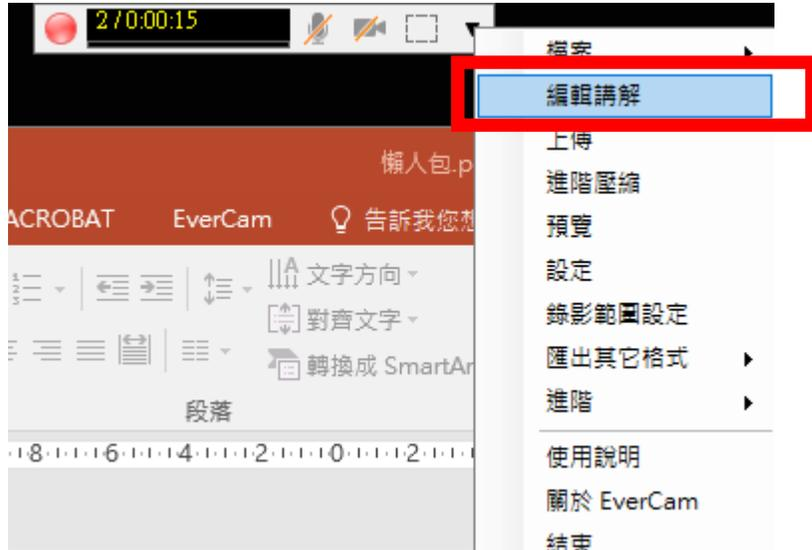 2 / 0:00:15
檔案
編輯講解
上傳
進階壓縮
預覽
設定
錄影範圍設定
匯出其它格式
進階
使用說明
關於 EverCam
結束
懶人包.p
ACROBAT EverCam 告訴我您想
文字方向
對齊文字
轉換成 SmartAr
段落
8 6 4 2 0 2